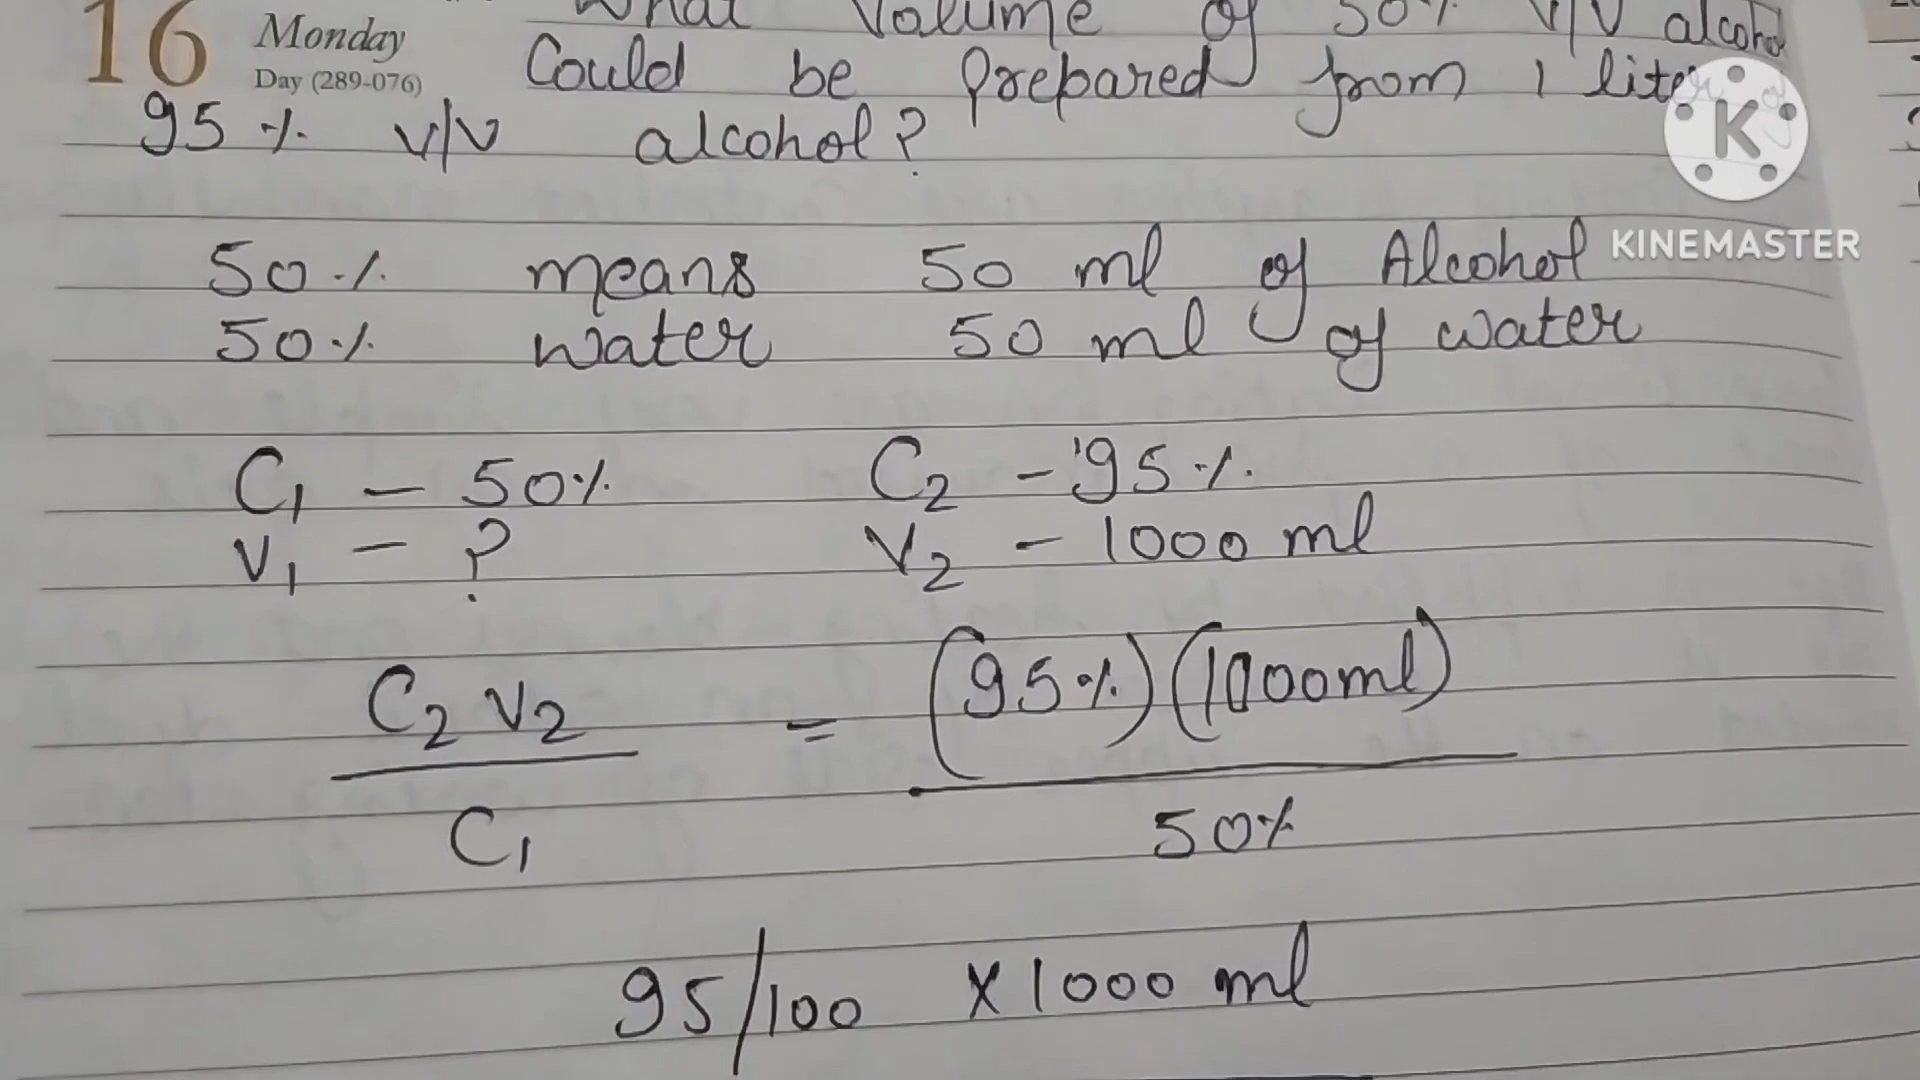 16 Monday
Day (289-076)
What Volume of 50% v/v alcohol
Could be Prepared from 1 liter
95 % v/v alcohol?
KINEMASTER
50% means 50 ml of Alcohol
50% water 50 ml of water
C1 - 50% C2 - 95%
V1 - ? V2 - 1000 ml
C2 V2 = (95%) (1000ml)
C1 50%
95/100 X 1000 ml